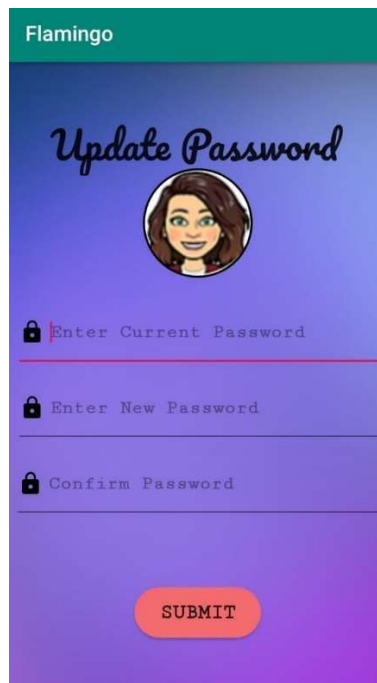 Flamingo
Update Password
Enter Current Password
Enter New Password
Confirm Password
SUBMIT